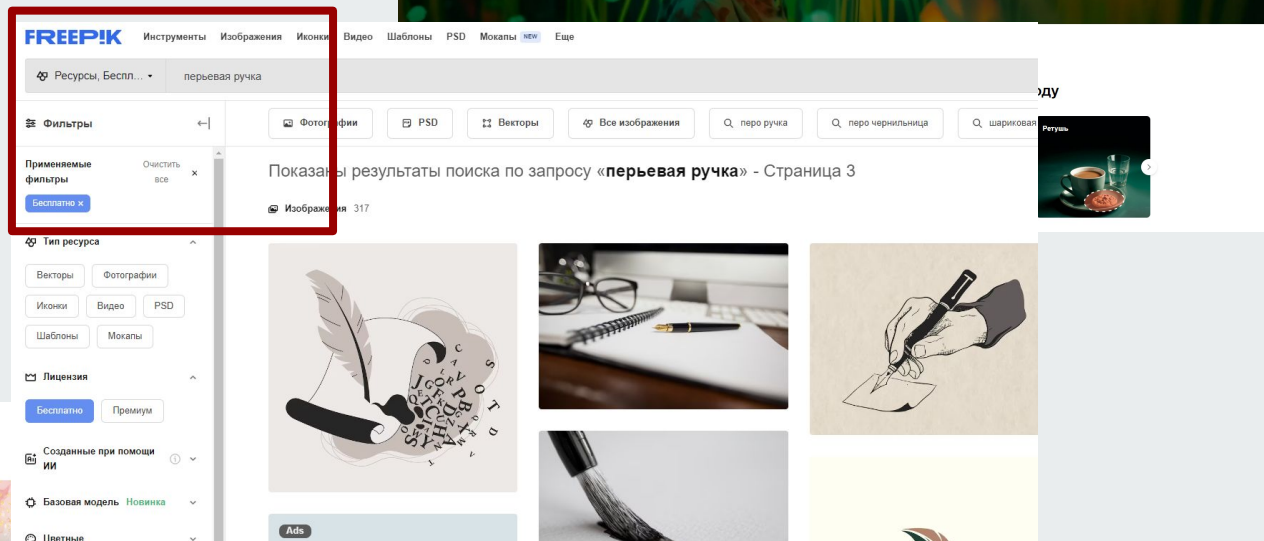 FREEP!K Инструменты Изображения Иконки Видео Шаблоны PSD Мокапы NEW Еще
Ресурсы, Беспл... перьевая ручка
оду
Фильтры
Фотографии PSD Векторы Все изображения перо ручка перо чернильница шариковая
Ретушь
Применяемые фильтры
Очистить все
Бесплатно ×
Показаны результаты поиска по запросу «перьевая ручка» - Страница 3
Изображения 317
Тип ресурса
Векторы Фотографии
Иконки Видео PSD
Шаблоны Мокапы
Лицензия
Бесплатно Премиум
Созданные при помощи
ИИ
Базовая модель Новинка
Ads
Цветные